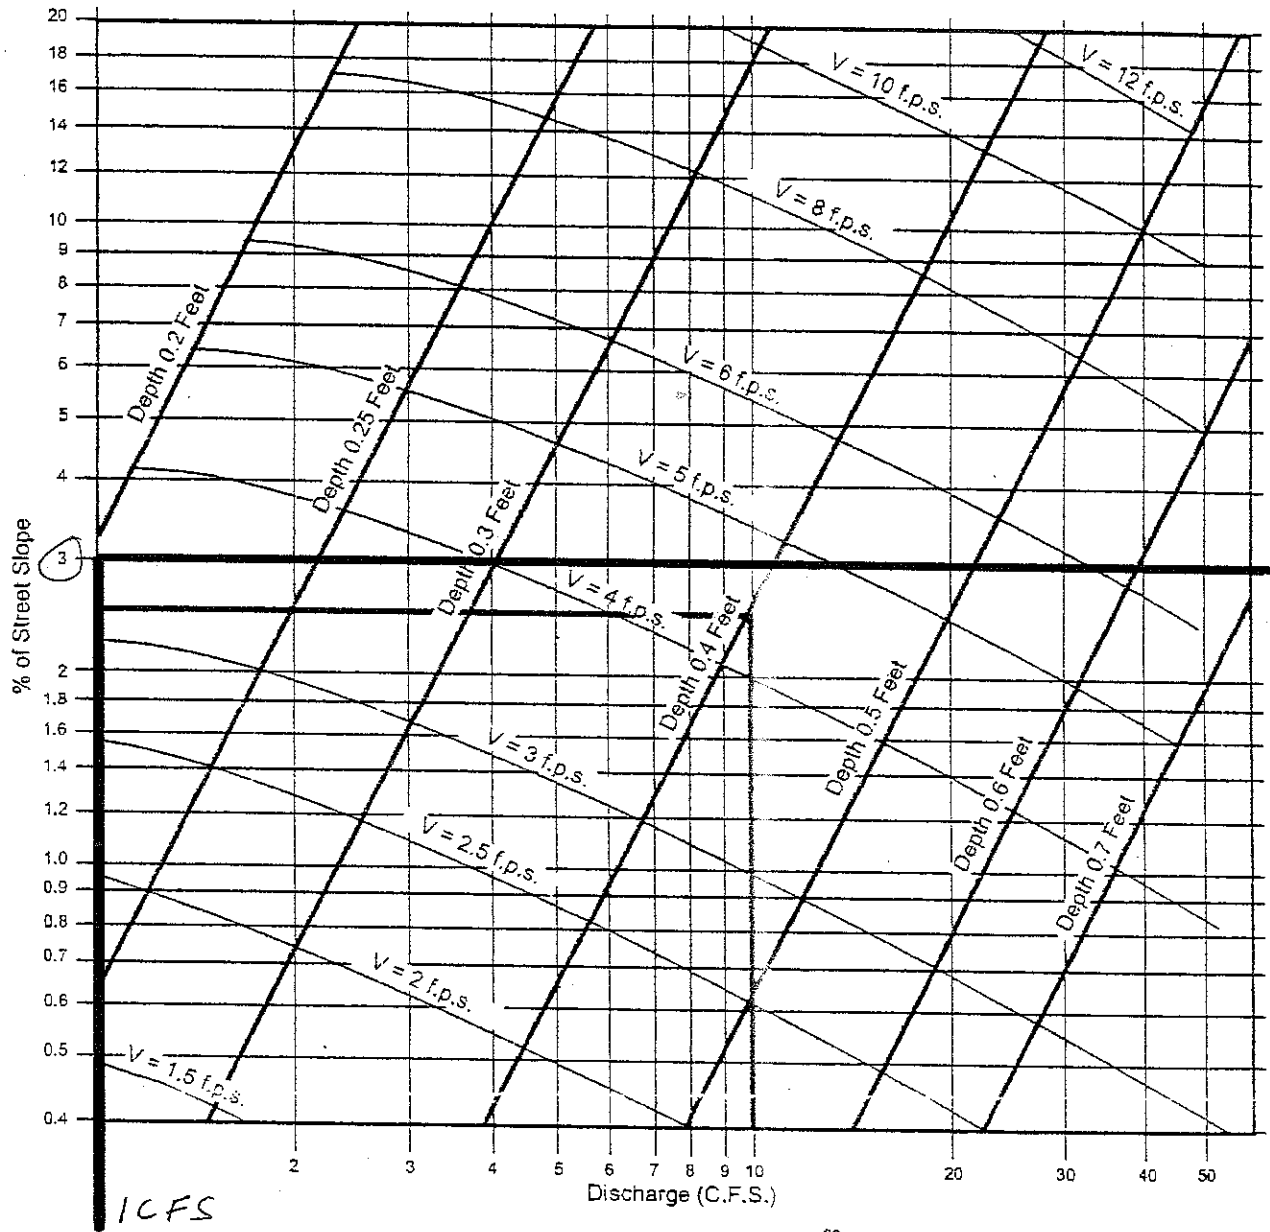 20
18
16
14
12
10
9
8
7
6
5
4
3
2
1.8
1.6
1.4
1.2
1.0
0.9
0.8
0.7
0.6
0.5
0.4
% of Street Slope
V = 12 f.p.s.
V = 10 f.p.s.
V = 8 f.p.s.
Depth 0.2 Feet
V = 6 f.p.s.
Depth 0.25 Feet
V = 5 f.p.s.
Depth 0.3 Feet
V = 4 f.p.s.
Depth 0.4 Feet
Depth 0.5 Feet
V = 3 f.p.s.
Depth 0.6 Feet
Depth 0.7 Feet
V = 2.5 f.p.s.
V = 2 f.p.s.
V = 1.5 f.p.s.
2 3 4 5 6 7 8 9 10 20 30 40 50
Discharge (C.F.S.)
1 CFS